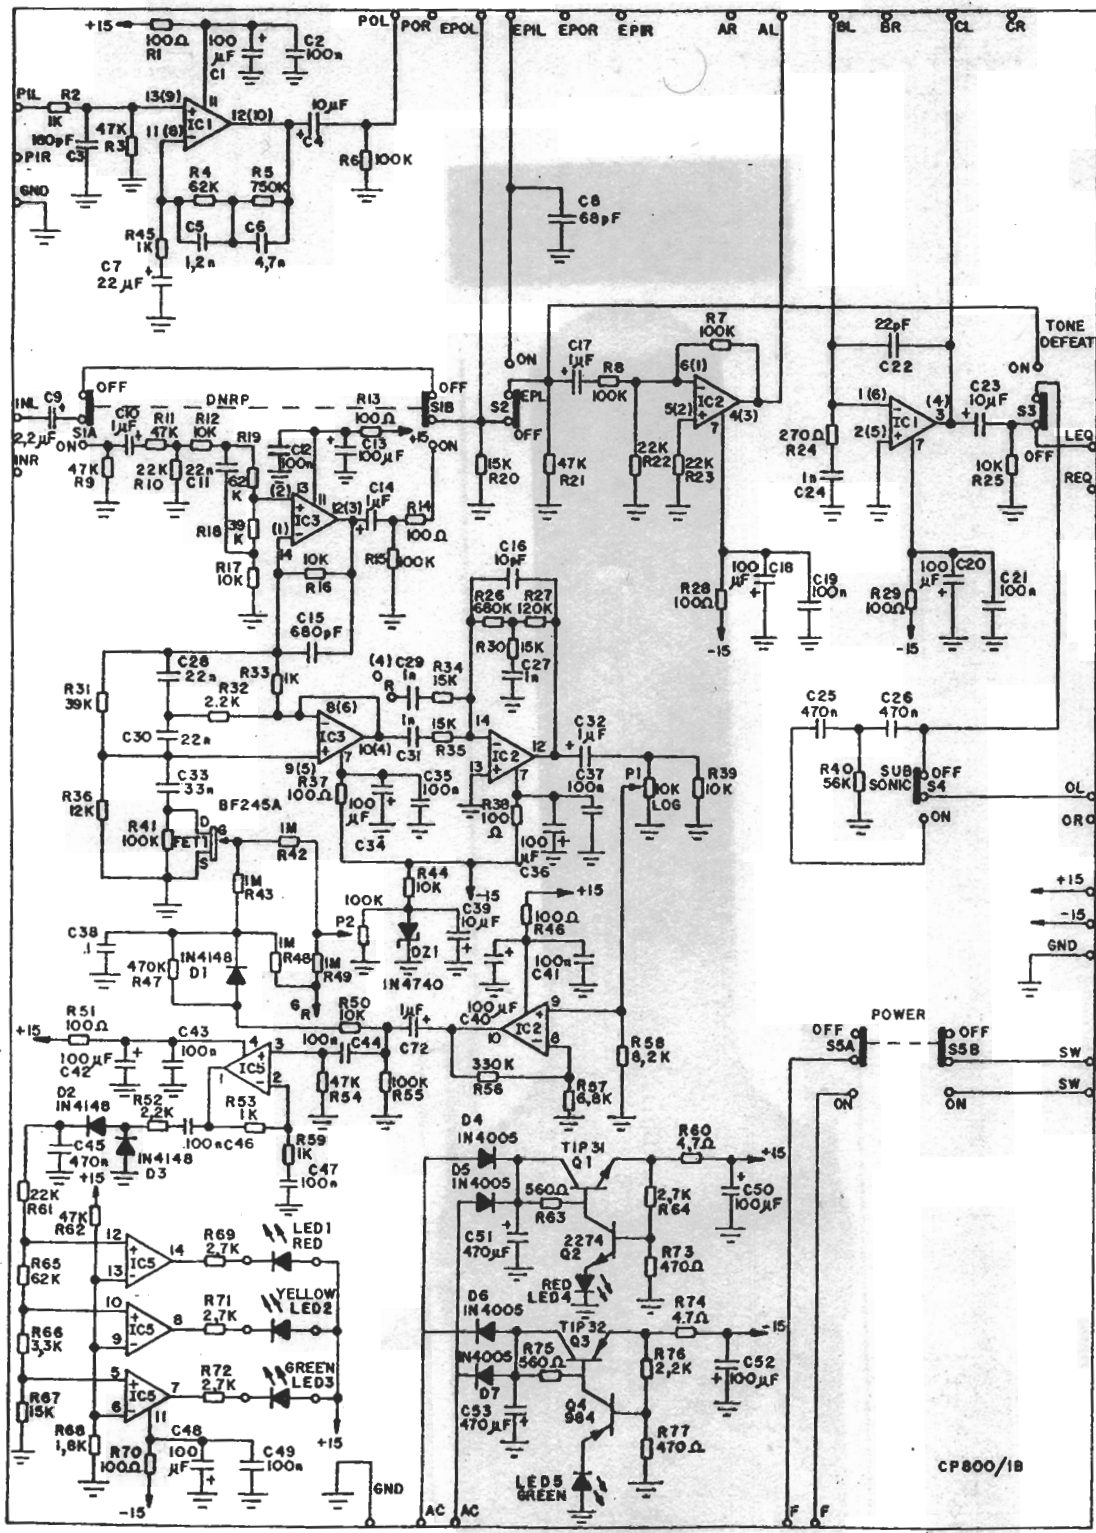 +15
100Ω
R1
100
µF
C1
C2
100n
POL
POR
EPOL
EPIL
EPOR
EPIR
AR
AL
BL
BR
CL
CR
PIL
R2
1K
180pF
C3
47K
R3
13(9)
11(8)
11
IC1
12(10)
10µF
C4
R6
100K
PIR
GND
R4
62K
R5
750K
C5
1,2n
C6
4,7n
R45
1K
C7
22µF
C8
68pF
OFF
DNRP
INL
C9
2,2µF
S1A
ON
INR
47K
R9
C10
1µF
R11
47K
22K
R10
R12
10K
22n
C11
R19
62
K
R18
39
K
R17
10K
C12
100n
R13
100Ω
C13
100µF
+15
OFF
S1B
ON
(2)
13
11
(1)
14
IC3
12(3)
C14
1µF
R14
100Ω
R15
100K
10K
R16
C15
680pF
S2
ON
EPL
OFF
15K
R20
47K
R21
C17
1µF
R8
100K
22K
R22
22K
R23
R7
100K
6(1)
5(2)
IC2
4(3)
7
R28
100Ω
-15
100
µF
C18
C19
100n
22pF
C22
1(6)
2(5)
IC1
(4)
3
7
270Ω
R24
1n
C24
C23
10µF
10K
R25
TONE
DEFEAT
ON
S3
OFF
LEQ
REQ
R29
100Ω
-15
100
µF
C20
C21
100n
C16
10pF
R26
680K
R27
120K
R30
15K
C27
1n
R31
39K
C28
22n
R32
2.2K
R33
1K
C30
22n
8(6)
IC3
10(4)
9(5)
7
(4)
R
C29
1n
R34
15K
1n
C31
15K
R35
14
13
IC2
12
7
C32
1µF
P1
10K
LOG
R39
10K
C33
33n
R36
12K
R41
100K
FET1
BF245A
D
G
S
1M
R42
1M
R43
R37
100Ω
100
µF
C34
C35
100n
R38
100
Ω
100
µF
C36
C37
100n
-15
C25
470n
C26
470n
R40
56K
SUB
SONIC
OFF
S4
ON
OL
OR
+15
-15
GND
C38
.1
470K
R47
1N4148
D1
1M
R48
1M
R49
R
100K
P2
R44
10K
DZ1
1N4740
C39
10µF
+15
100Ω
R46
100n
C41
100µF
C40
9
8
10
IC2
330K
R56
R57
6,8K
R58
8,2K
R50
10K
1µF
C72
R51
100Ω
+15
100µF
C42
C43
100n
4
3
2
1
IC5
100n
C44
47K
R54
100K
R55
D2
1N4148
C45
470n
1N4148
D3
R52
2.2K
100n
C46
R53
1K
R59
1K
C47
100n
22K
R61
+15
47K
R62
R65
62K
R66
3,3K
R67
15K
R68
1,8K
12
13
IC5
14
R69
2,7K
LED1
RED
10
9
IC5
8
R71
2,7K
YELLOW
LED2
5
6
IC5
7
11
R72
2,7K
GREEN
LED3
+15
R70
100Ω
-15
C48
100
µF
C49
100n
GND
AC
AC
D4
1N4005
D5
1N4005
C51
470µF
560Ω
R63
TIP31
Q1
2274
Q2
RED
LED4
R60
4,7Ω
+15
2,7K
R64
C50
100µF
R73
470Ω
D6
1N4005
1N4005
D7
C53
470µF
R75
560Ω
TIP32
Q3
Q4
984
LED5
GREEN
R74
4.7Ω
-15
R76
2,2K
C52
100µF
R77
470Ω
POWER
OFF
S5A
ON
OFF
S5B
ON
SW
SW
F
F
CP800/1B